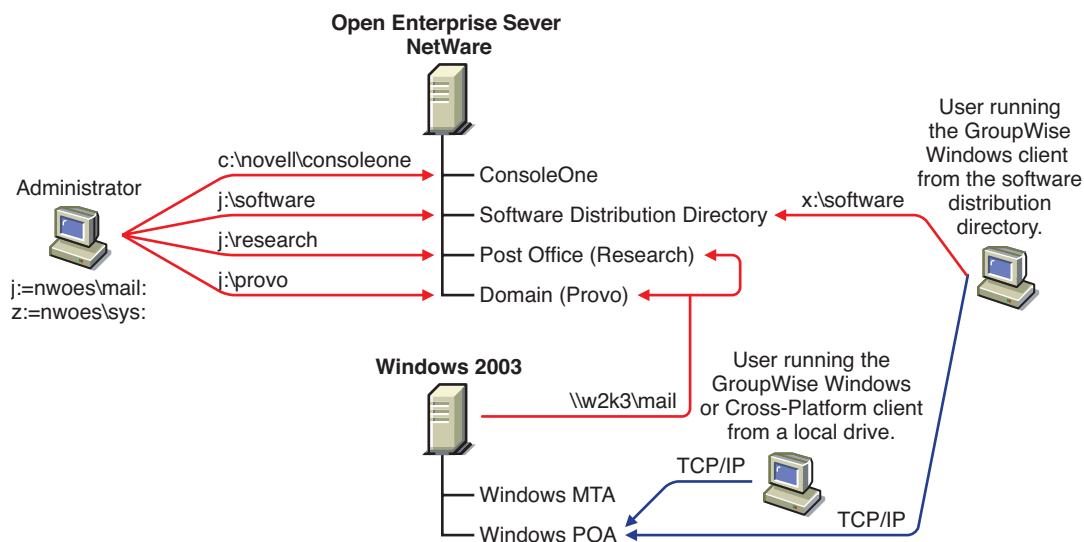 Open Enterprise Sever
NetWare
Administrator
j:=nwoes\mail:
z:=nwoes\sys:
c:\novell\consoleone
j:\software
j:\research
j:\provo
ConsoleOne
Software Distribution Directory
Post Office (Research)
Domain (Provo)
x:\software
User running
the GroupWise
Windows client
from the software
distribution
directory.
Windows 2003
\\w2k3\mail
User running the
GroupWise Windows
or Cross-Platform client
from a local drive.
TCP/IP
Windows MTA
Windows POA
TCP/IP